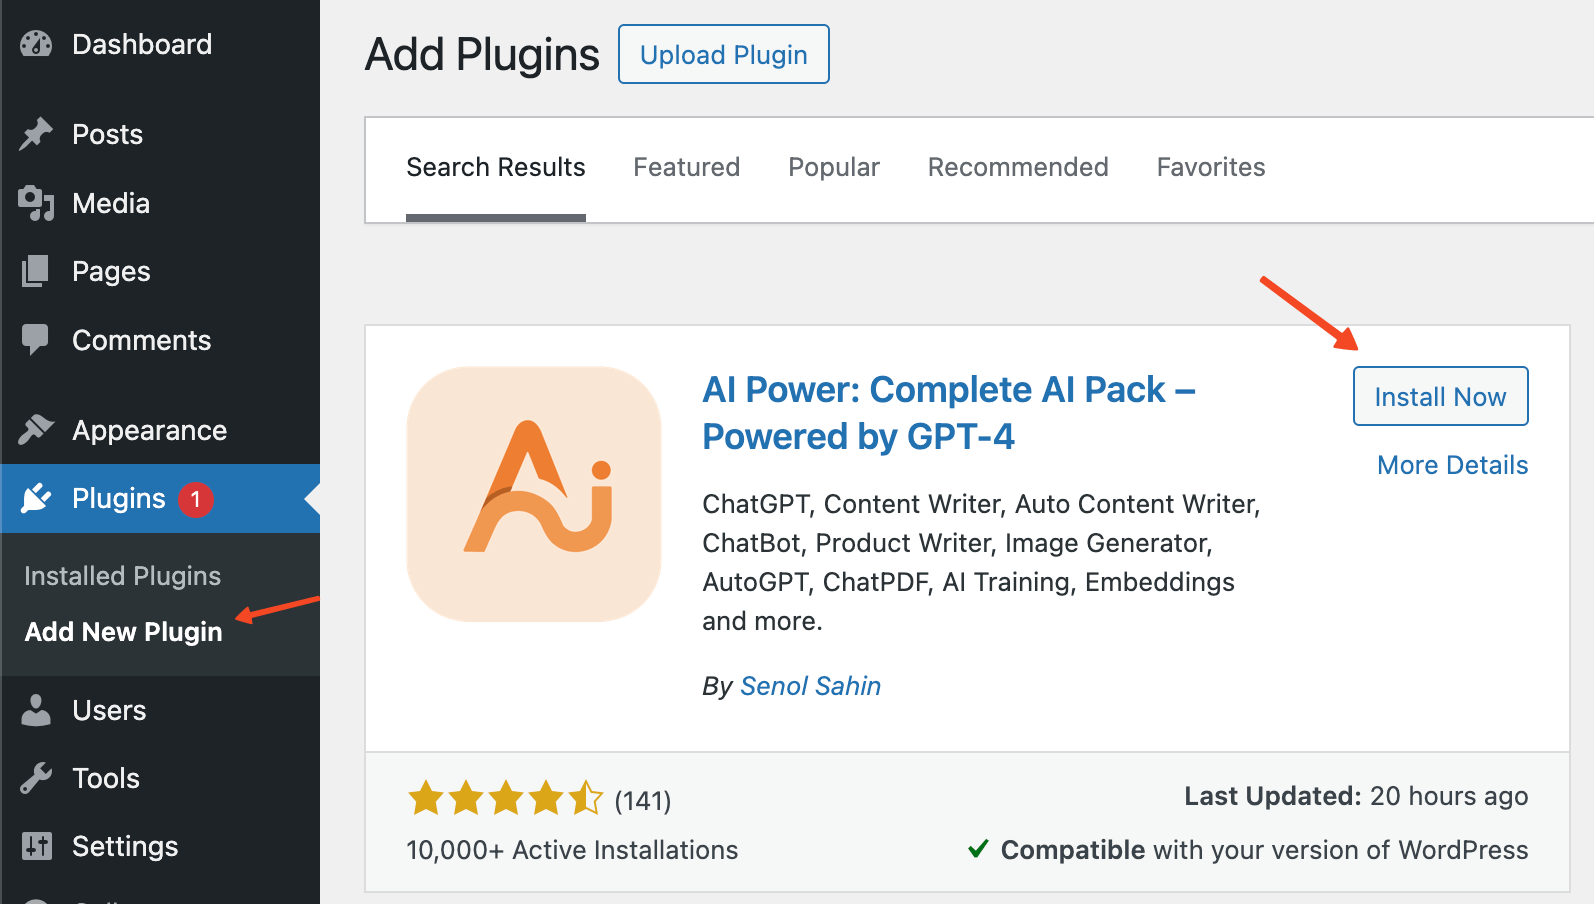 Dashboard
Posts
Media
Pages
Comments
Appearance
Plugins 1
Installed Plugins
Add New Plugin
Users
Tools
Settings
Add Plugins
Upload Plugin
Search Results Featured Popular Recommended Favorites
AI Power: Complete AI Pack –
Powered by GPT-4
ChatGPT, Content Writer, Auto Content Writer,
ChatBot, Product Writer, Image Generator,
AutoGPT, ChatPDF, AI Training, Embeddings
and more.
By Senol Sahin
Install Now
More Details
(141)
10,000+ Active Installations
Last Updated: 20 hours ago
Compatible with your version of WordPress